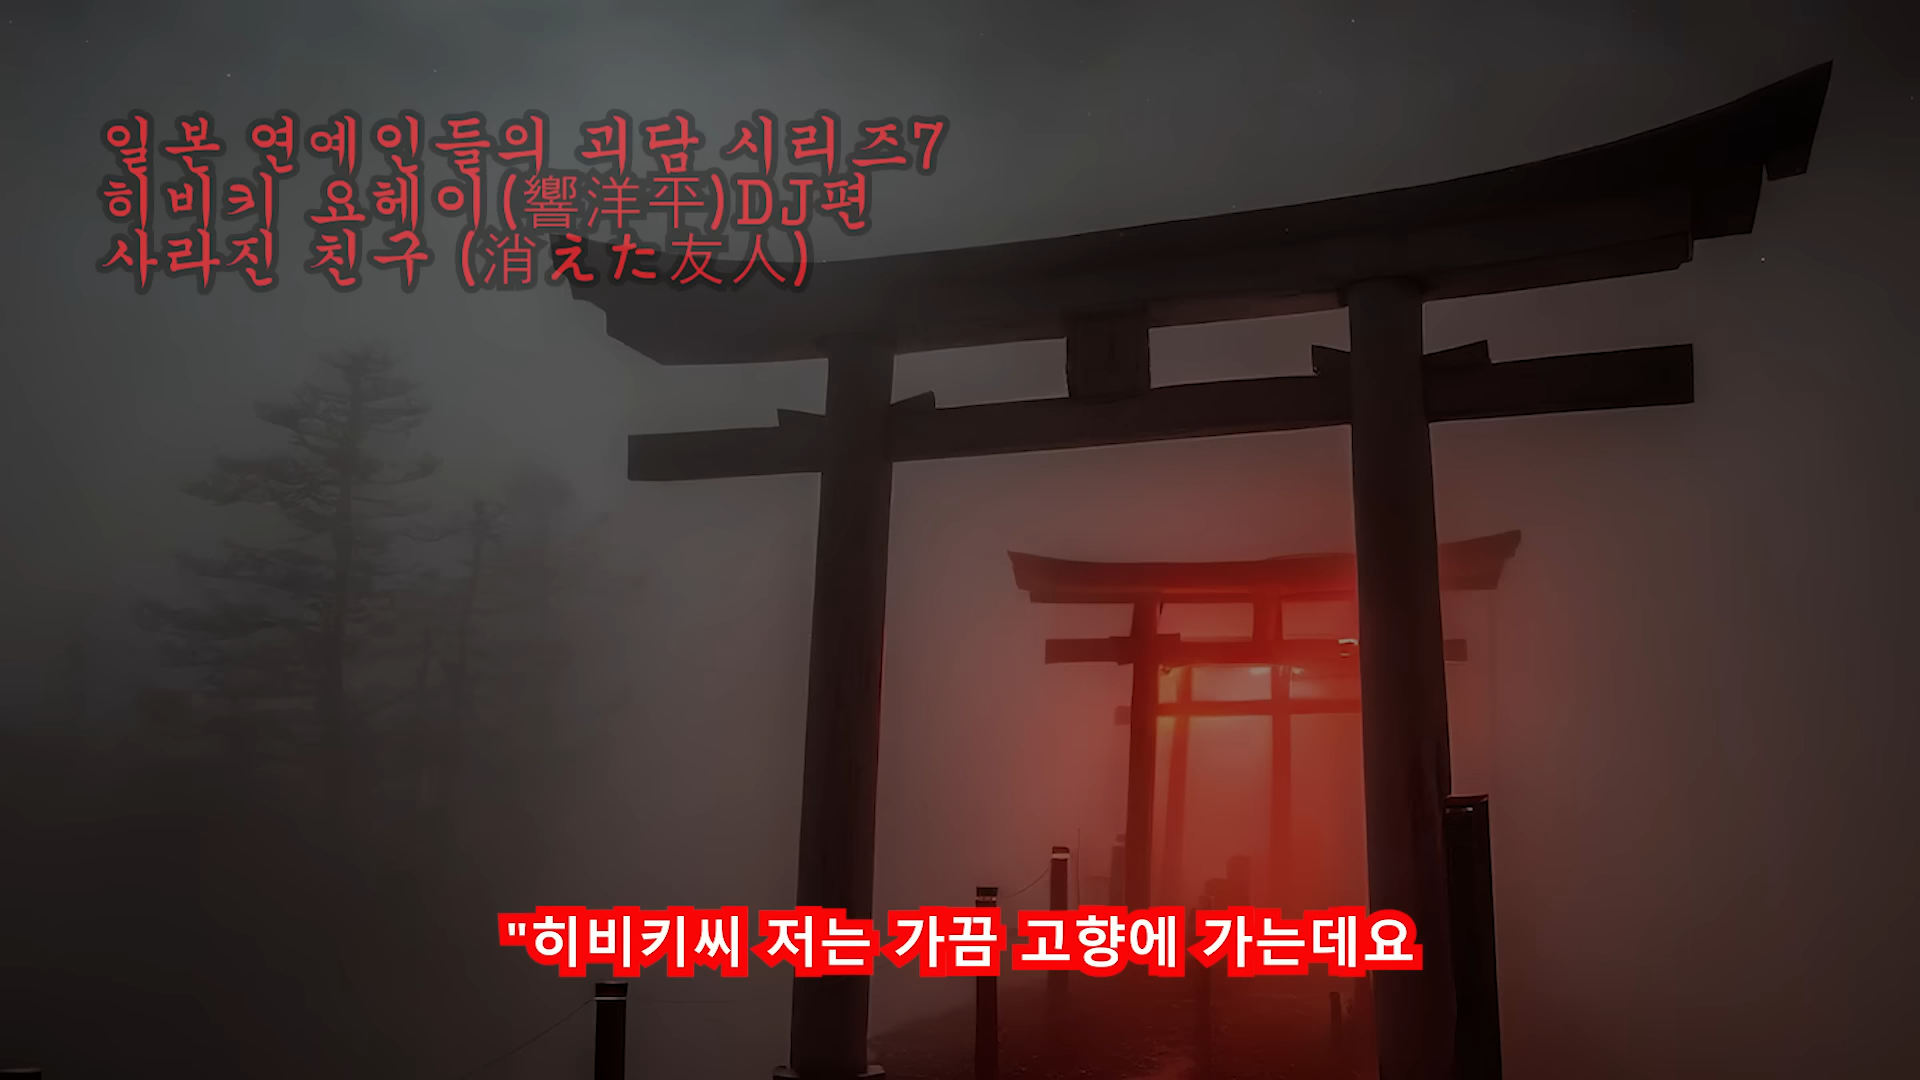 일본 연예인들의 괴담 시리즈7
히비키 요헤이(響洋平)DJ편
사라진 친구 (消えた友人)
"히비키씨 저는 가끔 고향에 가는데요